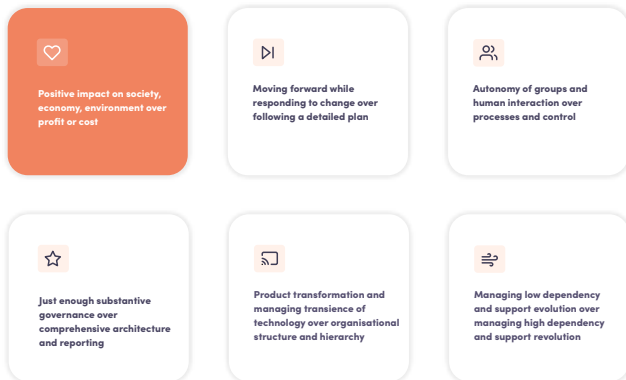 Positive impact on society,
economy, environment over
profit or cost
Moving forward while
responding to change over
following a detailed plan
Autonomy of groups and
human interaction over
processes and control
Just enough substantive
governance over
comprehensive architecture
and reporting
Product transformation and
managing transience of
technology over organisational
structure and hierarchy
Managing low dependency
and support evolution over
managing high dependency
and support revolution